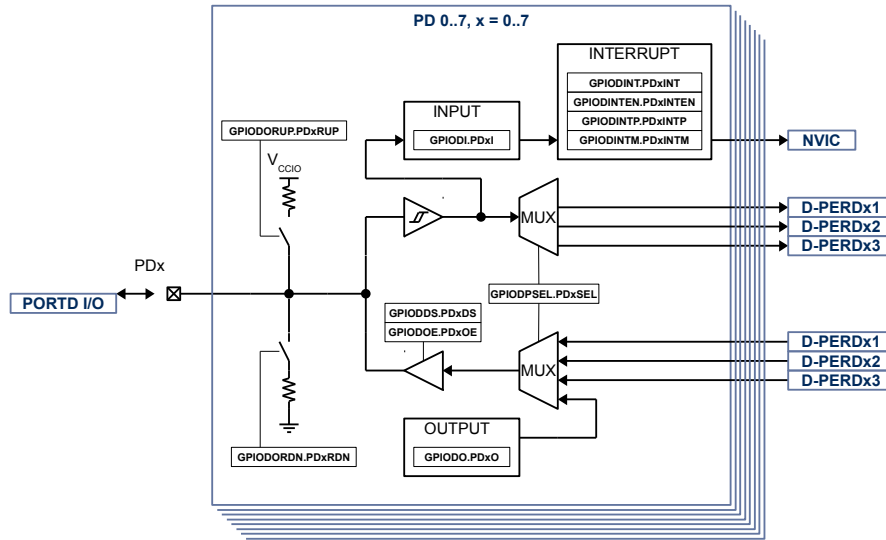 PD 0..7, x = 0..7
INTERRUPT
GPIODINT.PDxINT
GPIODINTEN.PDxINTEN
GPIODINTP.PDxINTP
GPIODINTM.PDxINTM
INPUT
GPIODI.PDxI
NVIC
GPIODORUP.PDxRUP
VCCIO
MUX
D-PERDx1
D-PERDx2
D-PERDx3
PDx
PORTD I/O
GPIODPSEL.PDxSEL
GPIODDS.PDxDS
GPIODOE.PDxOE
MUX
D-PERDx1
D-PERDx2
D-PERDx3
OUTPUT
GPIODO.PDxO
GPIODORDN.PDxRDN